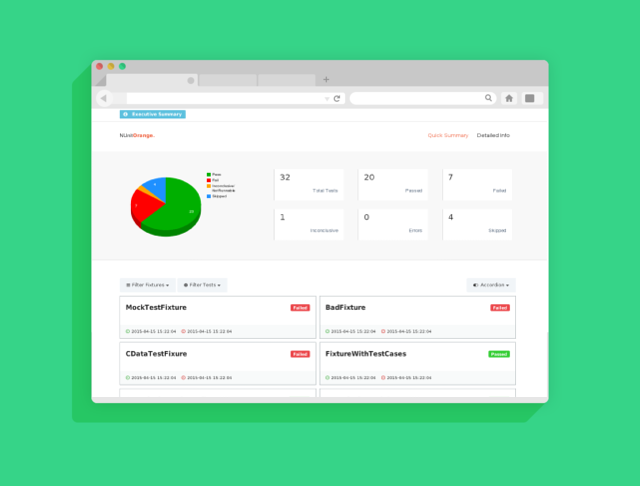 Executive Summary
NUnitOrange.
Quick Summary Detailed Info
Pass
Fail
Inconclusive
Skipped
32
Total Tests
20
Passed
7
Failed
1
Inconclusive
0
Errors
4
Skipped
Filter Fixtures
Filter Tests
Accordion
MockTestFixture
Failed
BadFixture
Failed
2015-04-15 15:22:04 2015-04-15 15:22:04
2015-04-15 15:22:04 2015-04-15 15:22:04
CDataTestFixure
Failed
FixtureWithTestCases
Passed
2015-04-15 15:22:04 2015-04-15 15:22:04
2015-04-15 15:22:04 2015-04-15 15:22:04